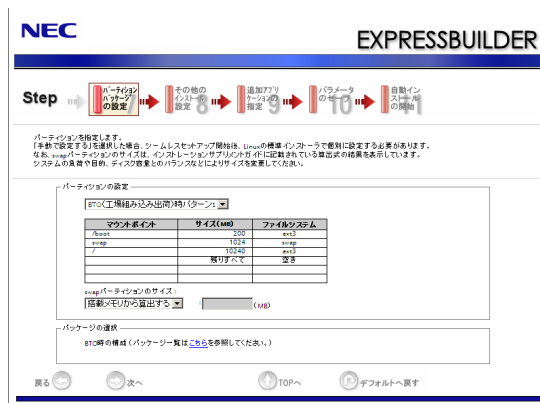 NEC
EXPRESSBUILDER
Step
パーティション
パッケージ
の設定
7
その他の
インストール
設定
8
追加アプリ
ケーションの
指定
9
パラメータ
のセーブ
10
自動イン
ストール
の開始
11
パーティションを指定します。
「手動で設定する」を選択した場合、シームレスセットアップ開始後、Linuxの標準インストーラで個別に設定する必要があります。
なお、swapパーティションのサイズは、インストレーションサプリメントガイドに記載されている算出式の結果を表示しています。
システムの負荷や目的、ディスク容量とのバランスなどによりサイズを変更してください。
パーティションの設定
BTO(工場組み込み出荷)時パターン1
マウントポイント サイズ(MB) ファイルシステム
/boot 200 ext3
swap 1024 swap
/ 10240 ext3
残りすべて 空き
swapパーティションのサイズ:
搭載メモリから算出する (MB)
パッケージの選択
BTO時の構成(パッケージ一覧はこちらを参照してください。)
戻る 次へ TOPへ デフォルトへ戻す